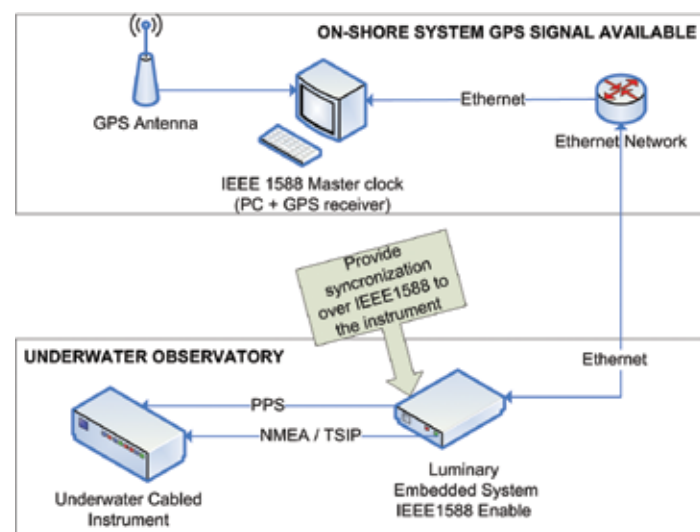 ON-SHORE SYSTEM GPS SIGNAL AVAILABLE
GPS Antenna
Ethernet
Ethernet Network
IEEE 1588 Master clock
(PC + GPS receiver)
Provide
syncronization
over IEEE1588 to
the instrument
UNDERWATER OBSERVATORY
Ethernet
PPS
NMEA / TSIP
Underwater Cabled
Instrument
Luminary
Embedded System
IEEE1588 Enable